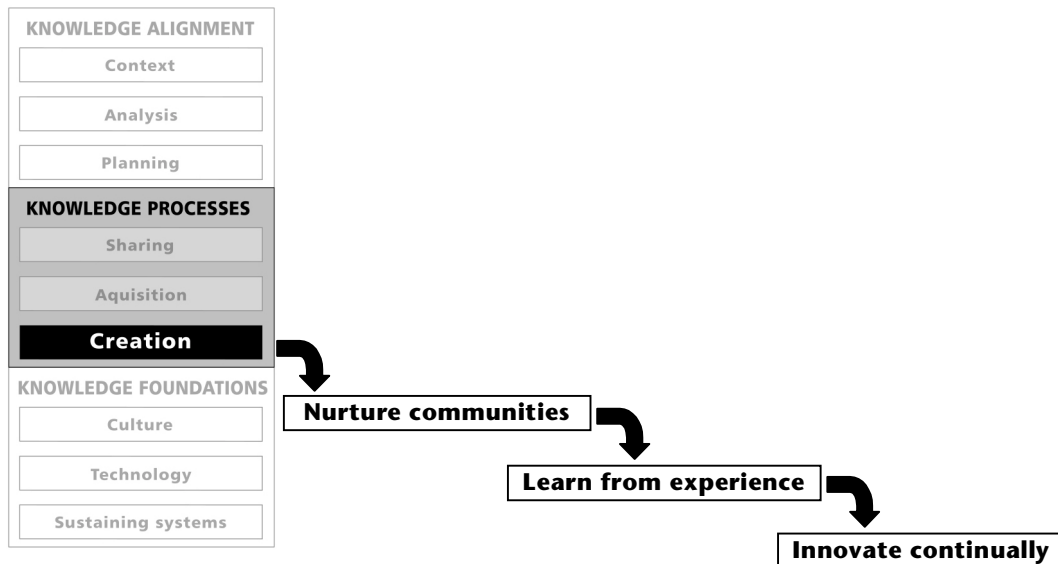 KNOWLEDGE ALIGNMENT
Context
Analysis
Planning
KNOWLEDGE PROCESSES
Sharing
Aquisition
Creation
KNOWLEDGE FOUNDATIONS
Culture
Technology
Sustaining systems
Nurture communities
Learn from experience
Innovate continually